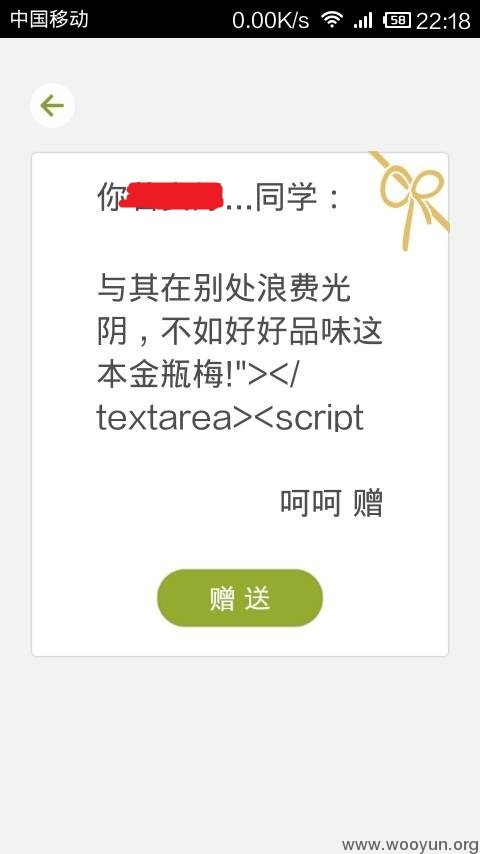 中国移动 0.00K/s 58 22:18
你 ...同学：
与其在别处浪费光
阴，不如好好品味这
本金瓶梅!"></
textarea><script
呵呵 赠
赠 送
www.wooyun.org